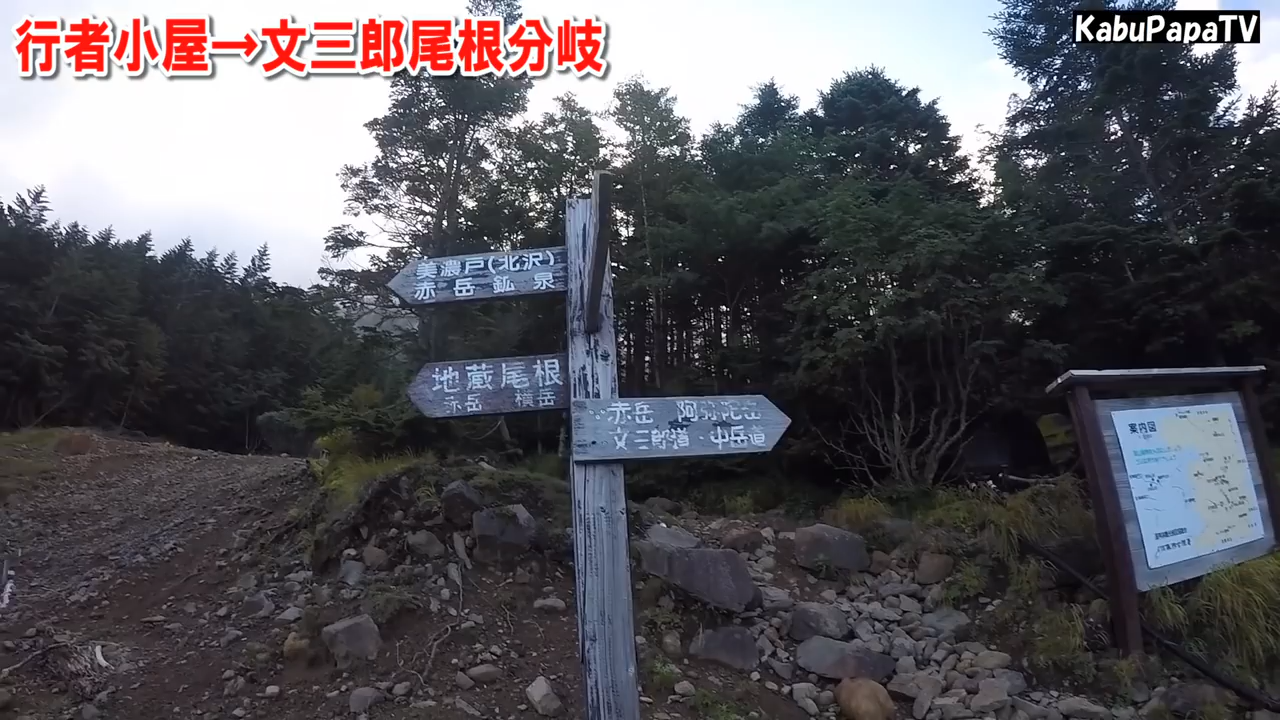 行者小屋→文三郎尾根分岐
KabuPapaTV
美濃戸(北沢)
赤岳鉱泉
地蔵尾根
赤岳 横岳
赤岳 阿弥陀岳
文三郎道・中岳道
案内図